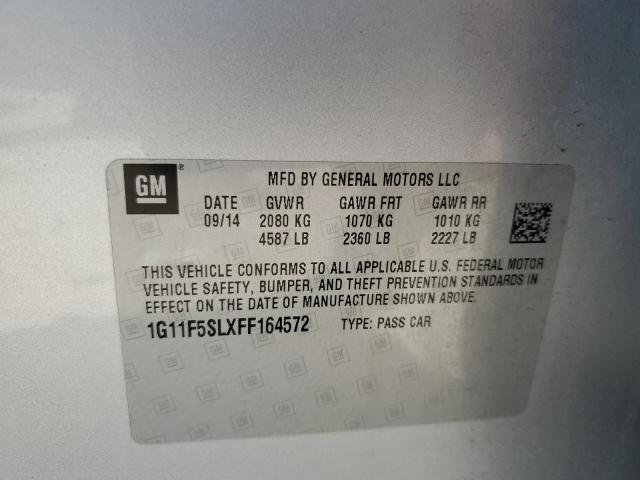 GM ®
MFD BY GENERAL MOTORS LLC
DATE GVWR GAWR FRT GAWR RR
09/14 2080 KG 1070 KG 1010 KG
4587 LB 2360 LB 2227 LB
THIS VEHICLE CONFORMS TO ALL APPLICABLE U.S. FEDERAL MOTOR
VEHICLE SAFETY, BUMPER, AND THEFT PREVENTION STANDARDS IN
EFFECT ON THE DATE OF MANUFACTURE SHOWN ABOVE.
1G11F5SLXFF164572 TYPE: PASS CAR